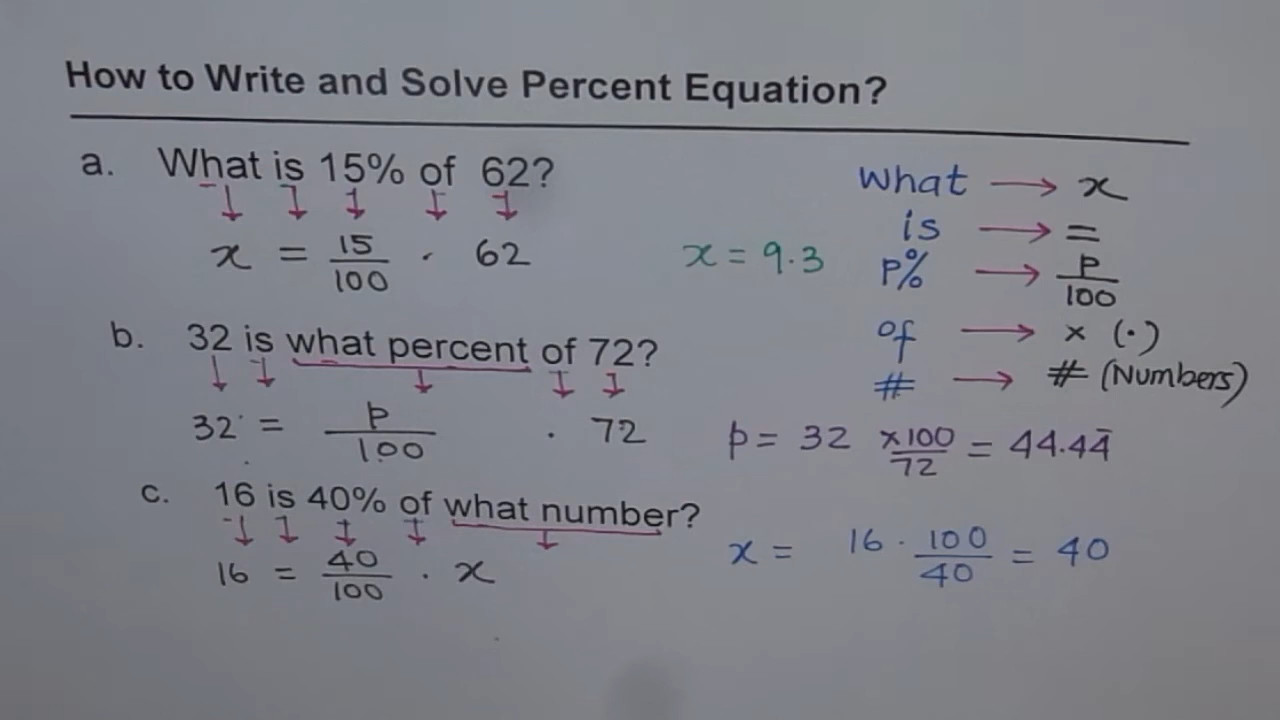 How to Write and Solve Percent Equation?
a. What is 15% of 62?
x = 15/100 · 62
x = 9.3
what → x
is → =
P% → P/100
of → × (·)
# → # (Numbers)
b. 32 is what percent of 72?
32 = P/100 · 72
p = 32 ×100/72 = 44.44̄
c. 16 is 40% of what number?
16 = 40/100 · x
x = 16 · 100/40 = 40